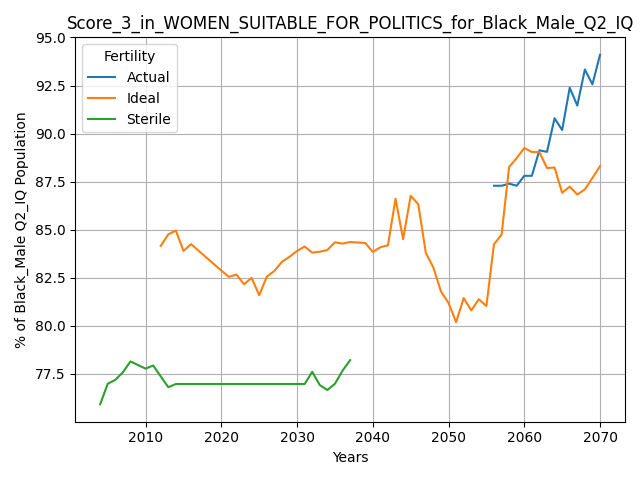 Score_3_in_WOMEN_SUITABLE_FOR_POLITICS_for_Black_Male_Q2_IQ
% of Black_Male Q2_IQ Population
95.0
92.5
90.0
87.5
85.0
82.5
80.0
77.5
Fertility
Actual
Ideal
Sterile
2010
2020
2030
2040
2050
2060
2070
Years